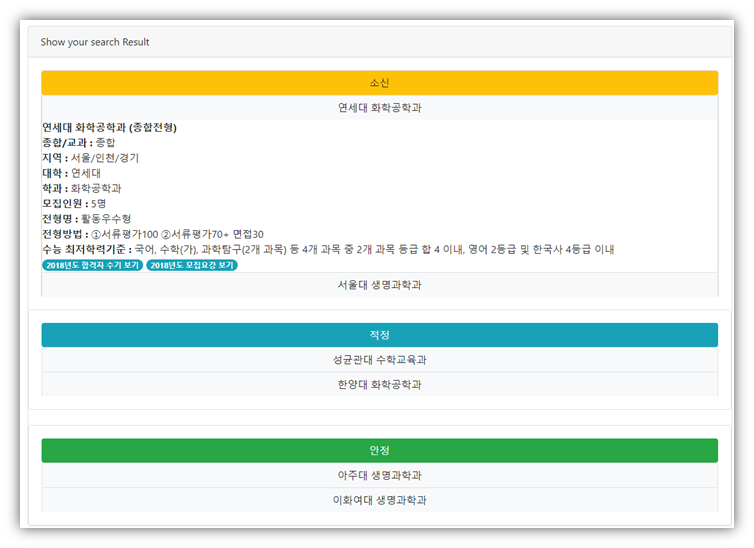 Show your search Result
소신
연세대 화학공학과
연세대 화학공학과 (종합전형)
종합/교과 : 종합
지역 : 서울/인천/경기
대학 : 연세대
학과 : 화학공학과
모집인원 : 5명
전형명 : 활동우수형
전형방법 : ①서류평가100 ②서류평가70+ 면접30
수능 최저학력기준 : 국어, 수학(가), 과학탐구(2개 과목) 등 4개 과목 중 2개 과목 등급 합 4 이내, 영어 2등급 및 한국사 4등급 이내
2018년도 합격자 수기 보기 2018년도 모집요강 보기
서울대 생명과학과
적정
성균관대 수학교육과
한양대 화학공학과
안정
아주대 생명과학과
이화여대 생명과학과